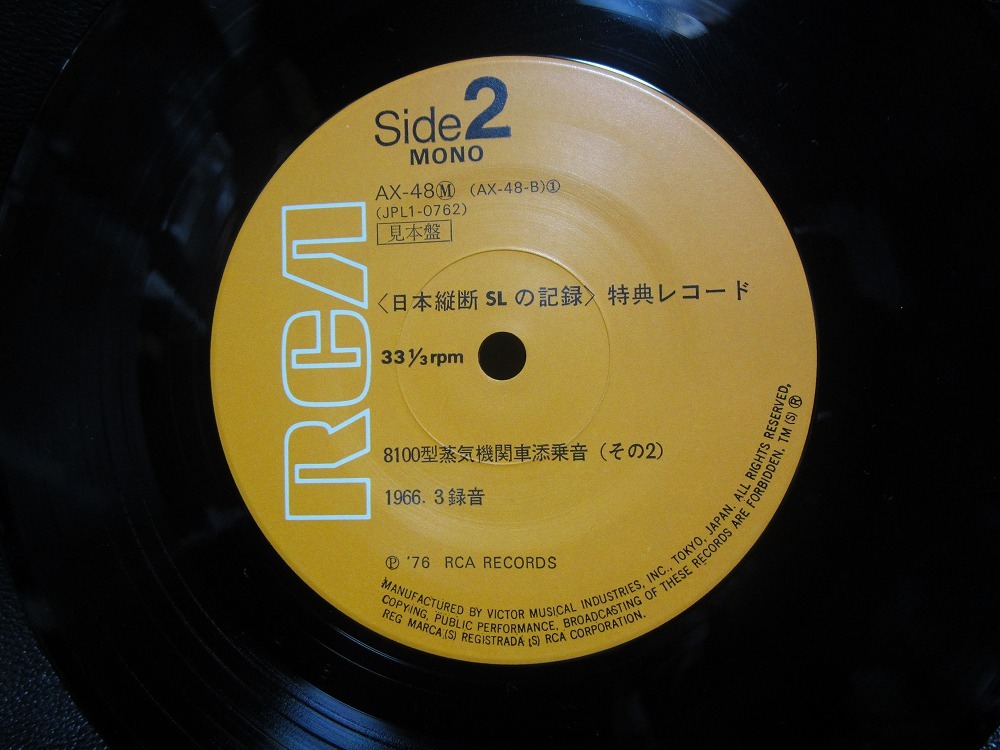 Side 2
MONO
AX-48Ⓜ (AX-48-B)①
(JPL1-0762)
見本盤
〈日本縦断 SL の記録〉特典レコード
33 1/3 rpm
8100型蒸気機関車添乗音 (その2)
1966. 3 録音
Ⓟ '76 RCA RECORDS
MANUFACTURED BY VICTOR MUSICAL INDUSTRIES, INC., TOKYO, JAPAN. ALL RIGHTS RESERVED,
COPYING, PUBLIC PERFORMANCE, BROADCASTING OF THESE RECORDS ARE FORBIDDEN. TM (S) Ⓡ
REG MARCA.(S) REGISTRADA (S) RCA CORPORATION.
RCA